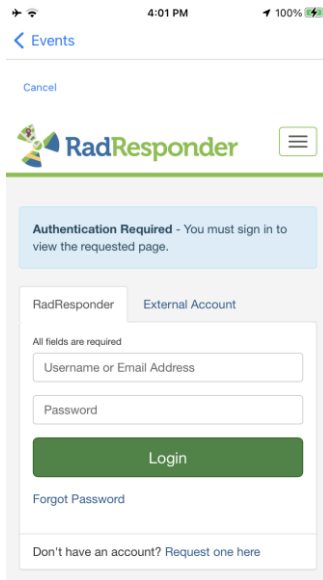 4:01 PM
100%
Events
Cancel
RadResponder
Authentication Required - You must sign in to
view the requested page.
RadResponder
External Account
All fields are required
Username or Email Address
Password
Login
Forgot Password
Don't have an account? Request one here